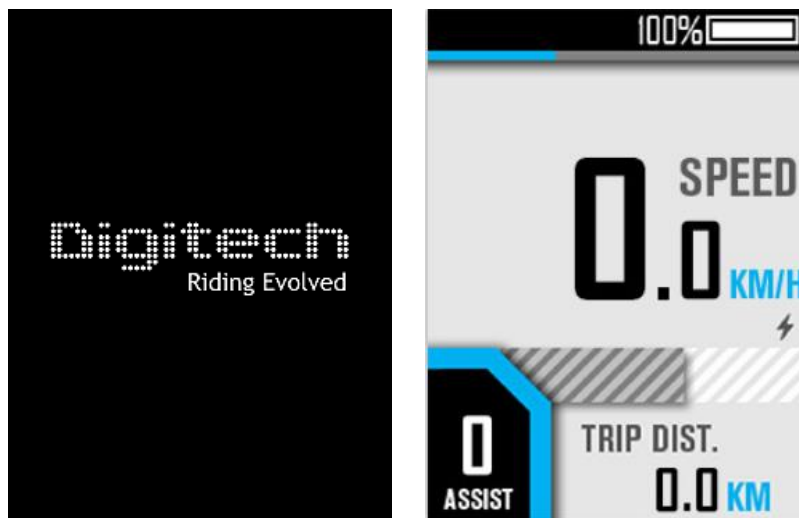 Digitech
Riding Evolved
100%
SPEED
0.0 KM/H
0
ASSIST
TRIP DIST.
0.0 KM